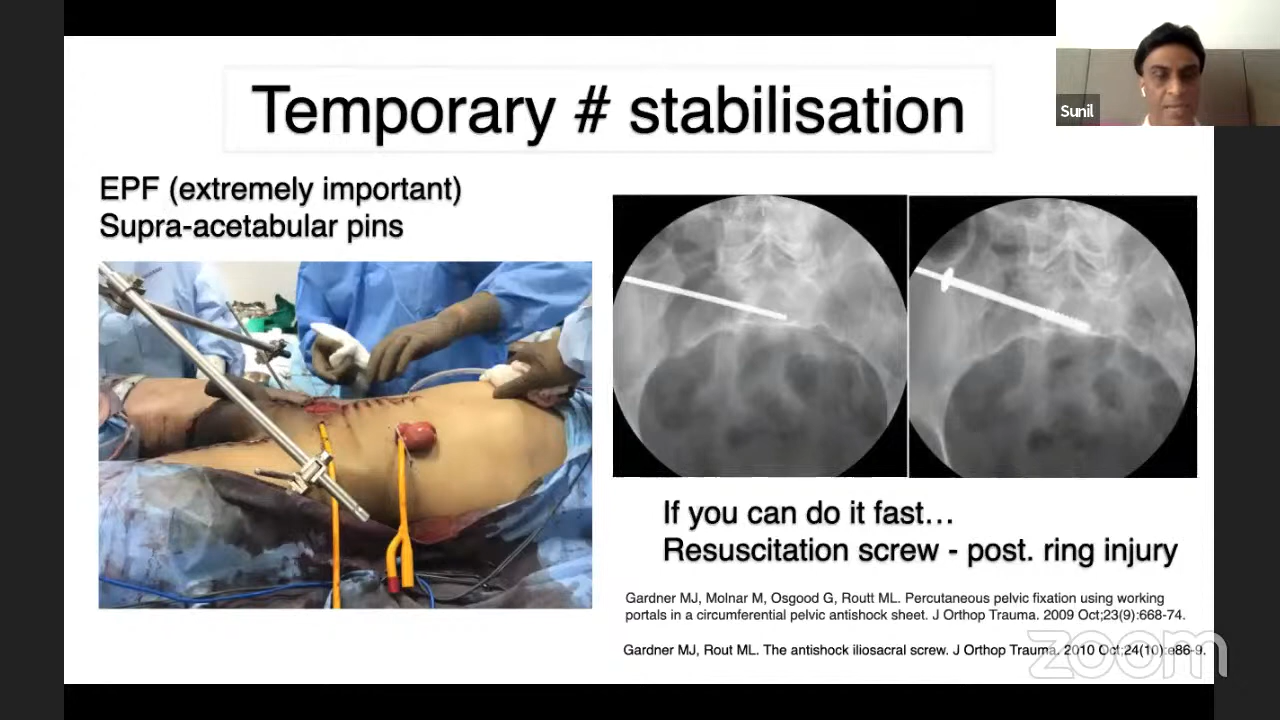 Temporary # stabilisation
Sunil
EPF (extremely important)
Supra-acetabular pins
If you can do it fast...
Resuscitation screw - post. ring injury
Gardner MJ, Molnar M, Osgood G, Routt ML. Percutaneous pelvic fixation using working
portals in a circumferential pelvic antishock sheet. J Orthop Trauma. 2009 Oct;23(9):668-74.
Gardner MJ, Rout ML. The antishock iliosacral screw. J Orthop Trauma. 2010 Oct;24(10):e86-9.
zoom